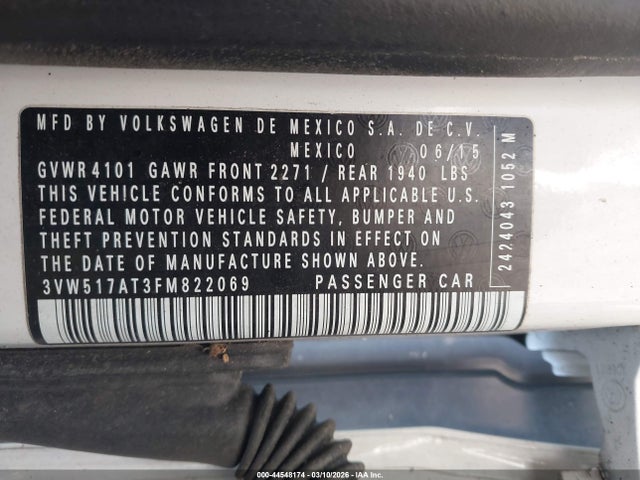 MFD BY VOLKSWAGEN DE MEXICO S.A. DE C.V.
MEXICO 06/15
GVWR 4101 GAWR FRONT 2271 / REAR 1940 LBS
THIS VEHICLE CONFORMS TO ALL APPLICABLE U.S.
FEDERAL MOTOR VEHICLE SAFETY, BUMPER AND
THEFT PREVENTION STANDARDS IN EFFECT ON
THE DATE OF MANUFACTURE SHOWN ABOVE.
3VW517AT3FM822069 PASSENGER CAR
2424043 1052 M
000-44548174 - 03/10/2026 - COPART